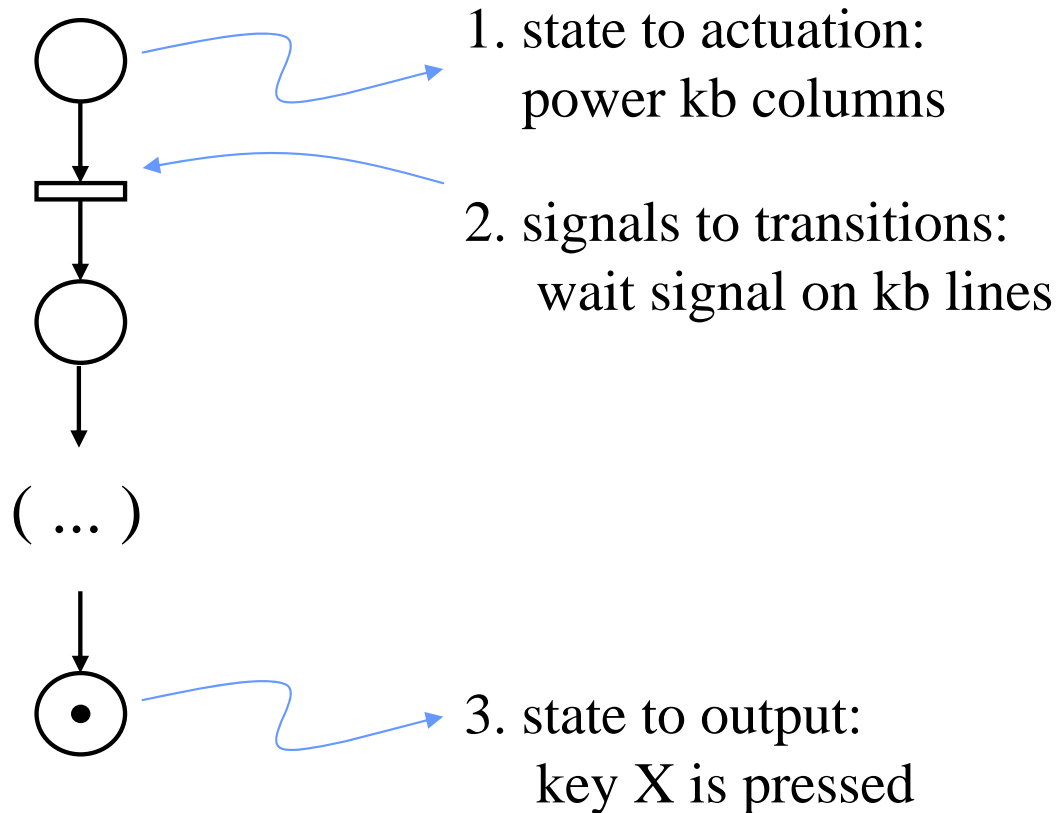 1. state to actuation:
power kb columns
2. signals to transitions:
wait signal on kb lines
( ... )
3. state to output:
key X is pressed